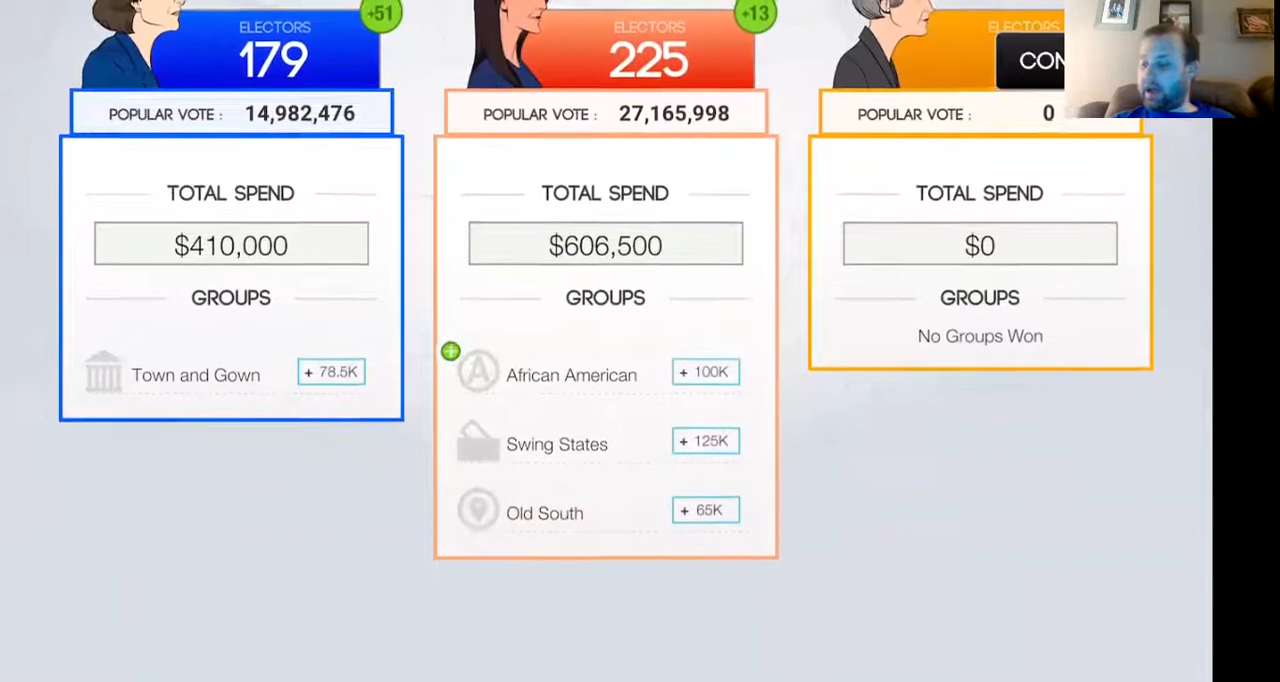 +51
ELECTORS
179
+13
ELECTORS
225
ELECTORS
CON
POPULAR VOTE : 14,982,476
POPULAR VOTE : 27,165,998
POPULAR VOTE : 0
TOTAL SPEND
$410,000
GROUPS
Town and Gown + 78.5K
TOTAL SPEND
$606,500
GROUPS
African American + 100K
Swing States + 125K
Old South + 65K
TOTAL SPEND
$0
GROUPS
No Groups Won